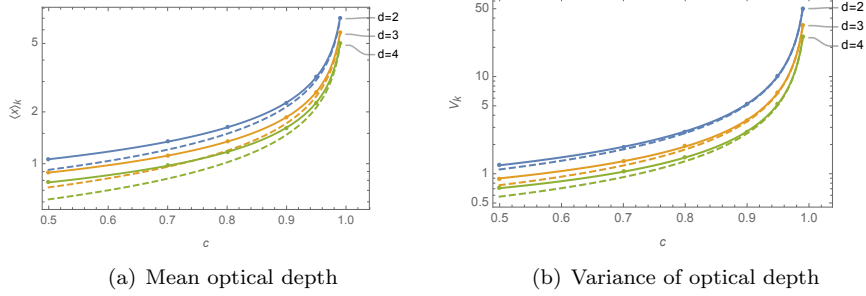 d=2
d=3
d=4
5
2
1
⟨x⟩k
0.5 0.6 0.7 0.8 0.9 1.0
c
(a) Mean optical depth
d=2
d=3
d=4
50
10
5
1
0.5
Vk
0.5 0.6 0.7 0.8 0.9 1.0
c
(b) Variance of optical depth